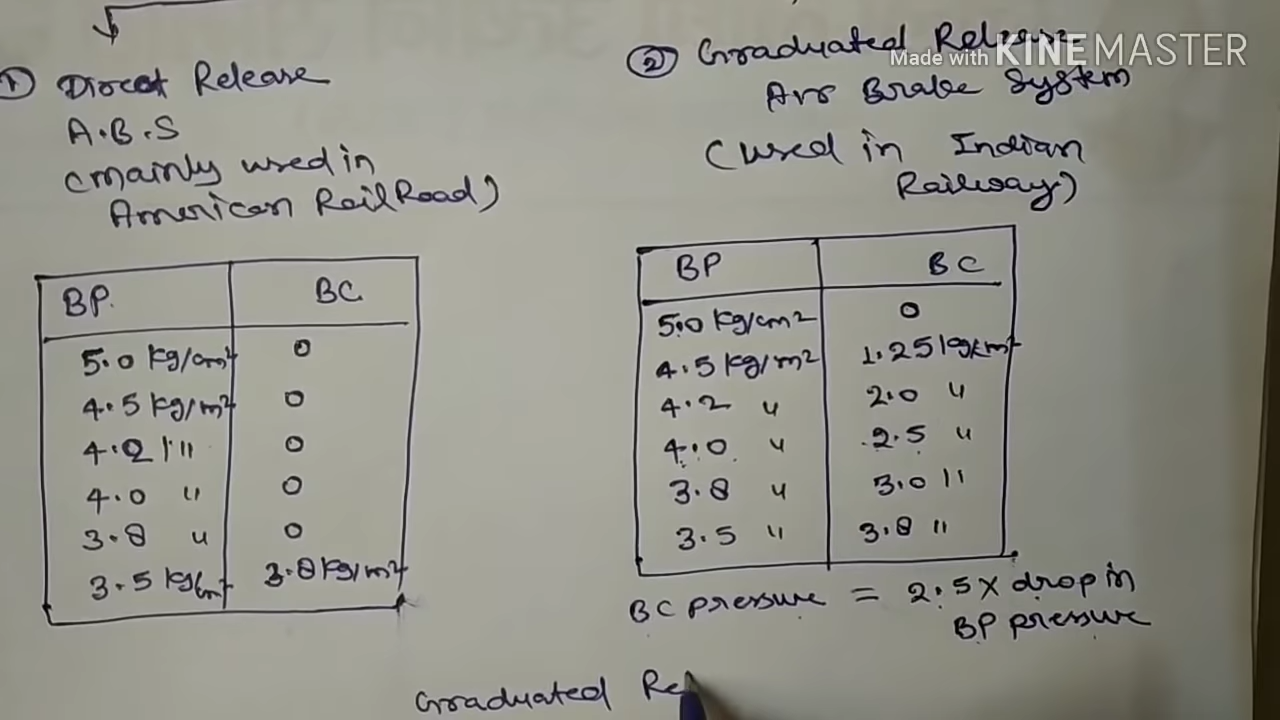 1) Direct Release
A.B.S
(mainly used in
American RailRoad)
BP. BC
5.0 kg/cm² 0
4.5 kg/m² 0
4.2 " 0
4.0 " 0
3.8 " 0
3.5 kg/cm² 3.8 kg/m²
2) Graduated Release
Made with KINEMASTER
Air Brake System
(used in Indian
Railway)
BP BC
5.0 kg/cm² 0
4.5 kg/m² 1.25 kg/cm²
4.2 " 2.0 "
4.0 " 2.5 "
3.8 " 3.0 "
3.5 " 3.8 "
BC pressure = 2.5 x drop in
BP pressure
Graduated Re